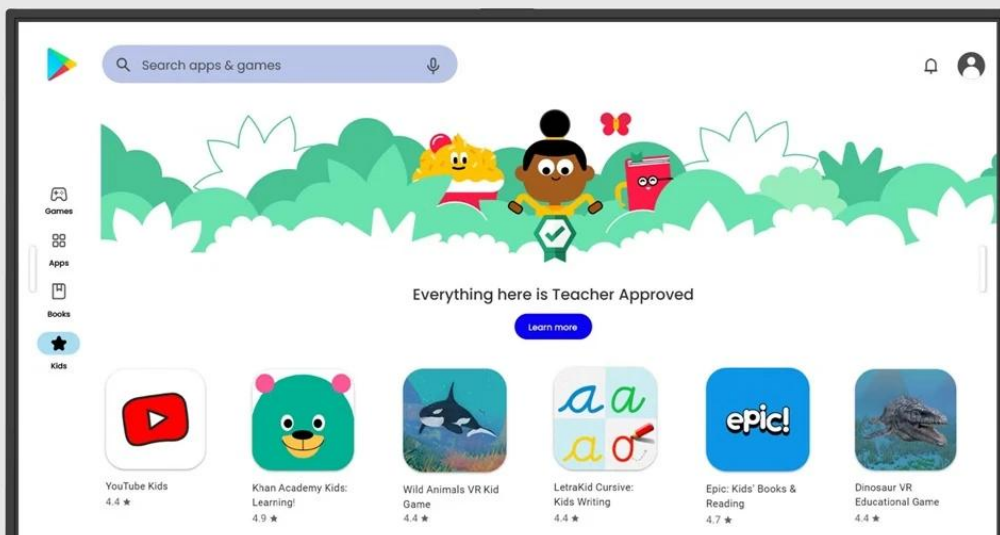 Search apps & games
Games
Apps
Books
Kids
Everything here is Teacher Approved
Learn more
a a
a a
epic!
YouTube Kids
4.4 ★
Khan Academy Kids:
Learning!
4.9 ★
Wild Animals VR Kid
Game
4.4 ★
LetraKid Cursive:
Kids Writing
4.4 ★
Epic: Kids' Books &
Reading
4.7 ★
Dinosaur VR
Educational Game
4.4 ★